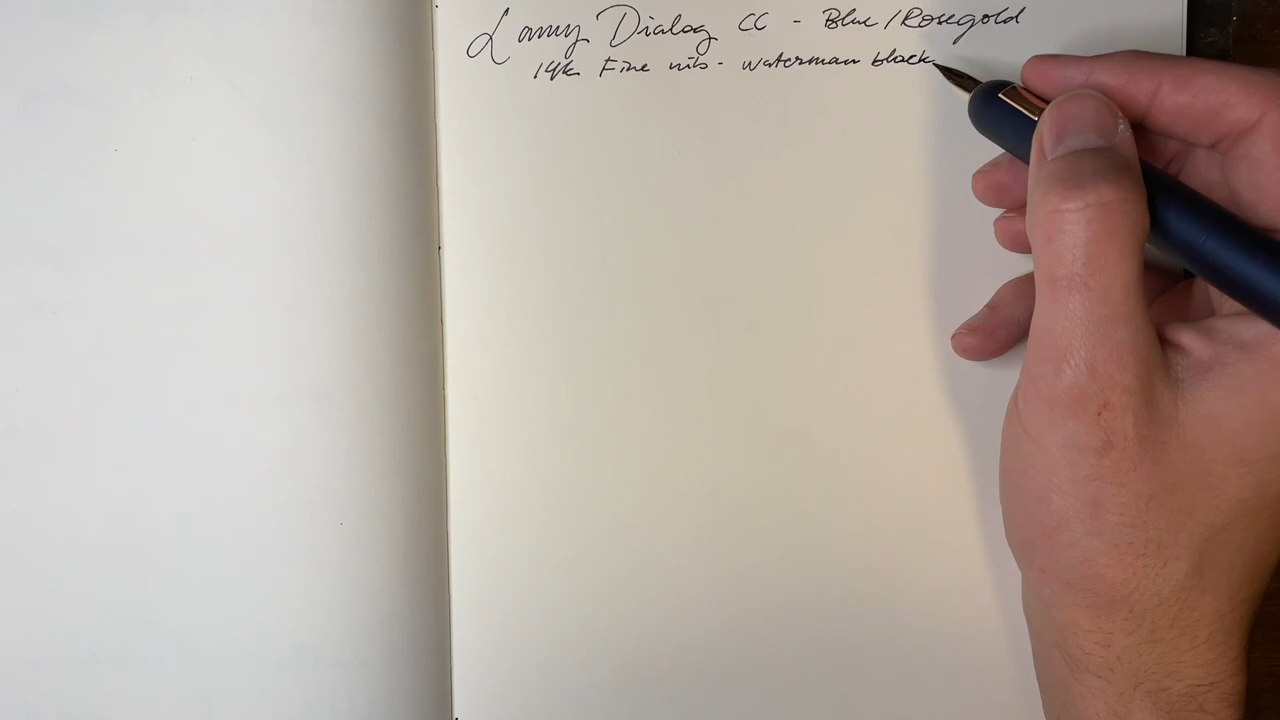 Lamy Dialog CC - Blue/Rosegold
14k Fine nib - Waterman black